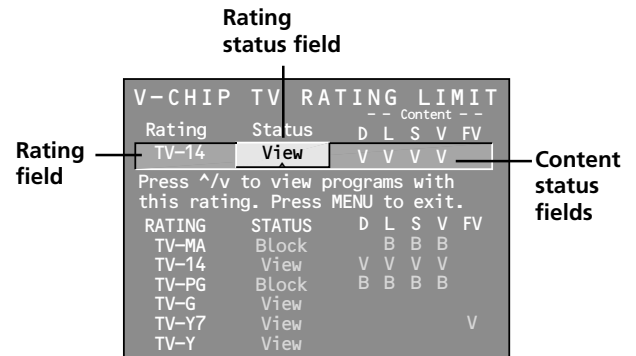 Rating
status field
V-CHIP TV RATING LIMIT
- - Content - -
Rating Status D L S V FV
Rating
field
TV-14 View V V V V
Content
status
fields
Press ^/v to view programs with
this rating. Press MENU to exit.
RATING STATUS D L S V FV
TV-MA Block B B B
TV-14 View V V V V
TV-PG Block B B B B
TV-G View
TV-Y7 View V
TV-Y View